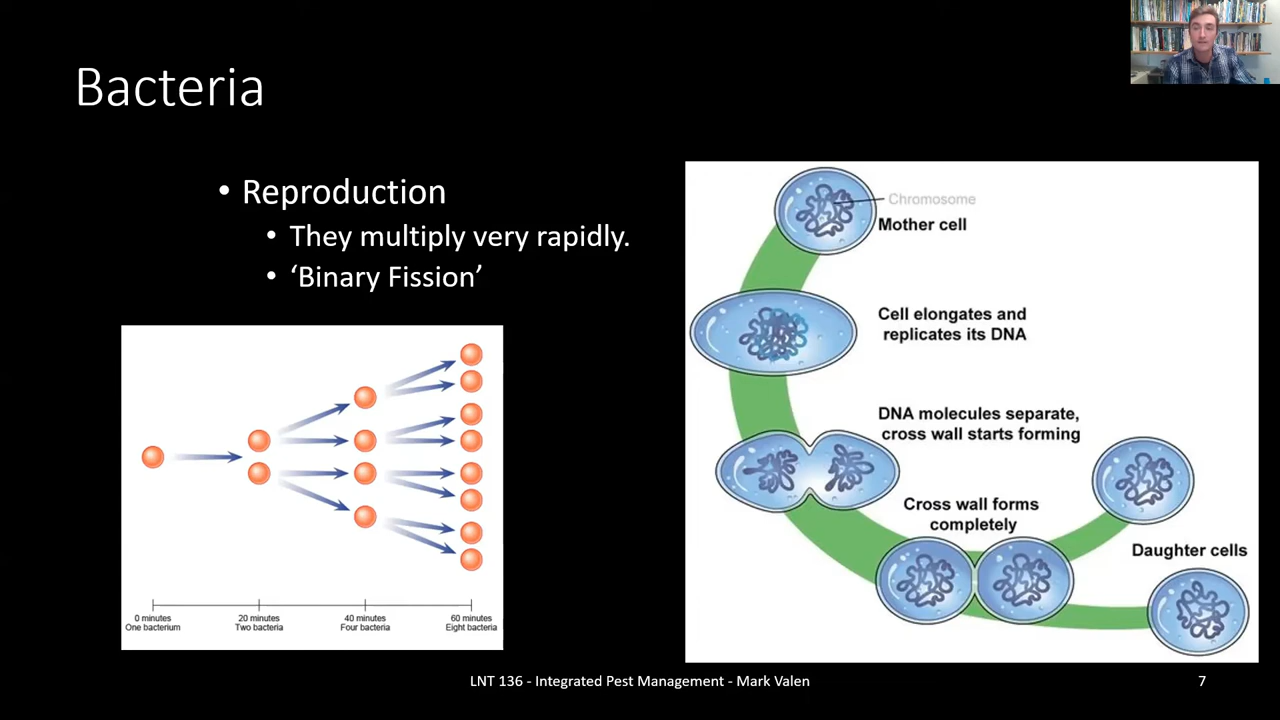 Bacteria
• Reproduction
• They multiply very rapidly.
• ‘Binary Fission’
0 minutes
One bacterium
20 minutes
Two bacteria
40 minutes
Four bacteria
60 minutes
Eight bacteria
Chromosome
Mother cell
Cell elongates and
replicates its DNA
DNA molecules separate,
cross wall starts forming
Cross wall forms
completely
Daughter cells
LNT 136 - Integrated Pest Management - Mark Valen
7